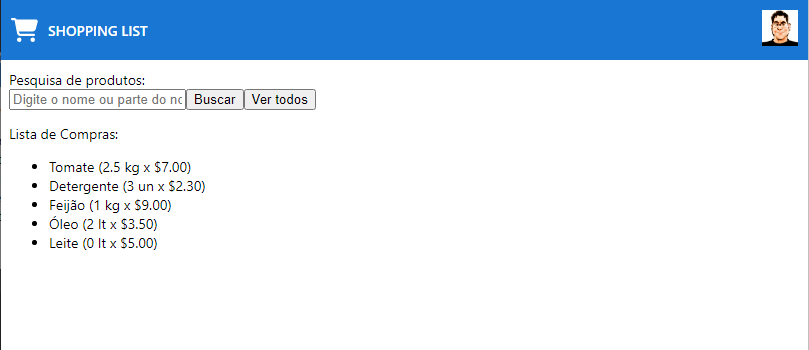 SHOPPING LIST
Pesquisa de produtos:
Digite o nome ou parte do no
Buscar Ver todos
Lista de Compras:
Tomate (2.5 kg x $7.00)
Detergente (3 un x $2.30)
Feijão (1 kg x $9.00)
Óleo (2 lt x $3.50)
Leite (0 lt x $5.00)